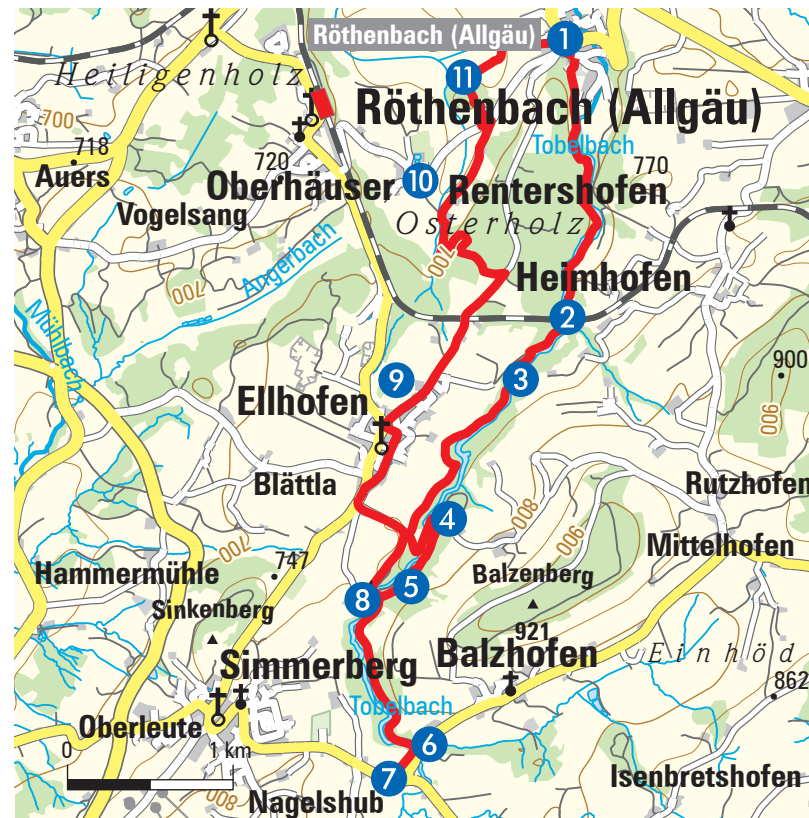 Röthenbach (Allgäu)
1
Heiligenholz
11
Röthenbach (Allgäu)
700
718
Auers
720
Oberhäuser
10
Tobelbach
770
Rentershofen
Vogelsang
Osterholz
Angerbach
700
700
Heimhofen
Mühlbach
2
9
3
900
900
Ellhofen
Blättla
800
Rutzhofen
4
900
700
747
Mittelhofen
Hammermühle
5
Balzenberg
8
Sinkenberg
921
Simmerberg
Balzhofen
Einhöd
862
Tobelbach
Oberleute
6
0
1 km
7
Isenbretshofen
800
Nagelshub